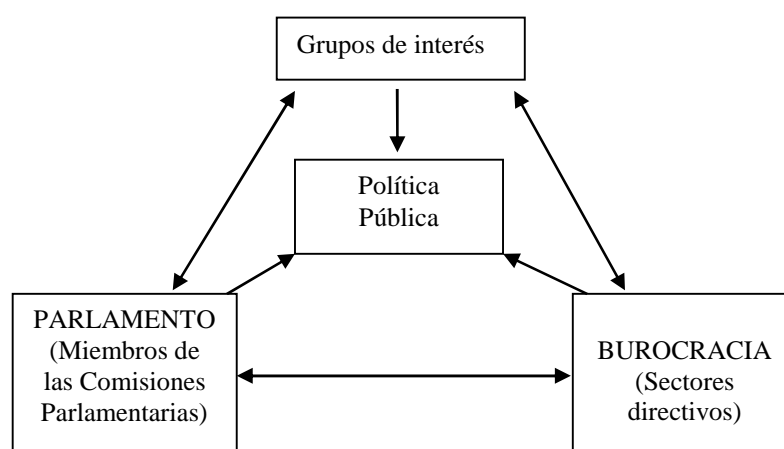 Grupos de interés
Política
Pública
PARLAMENTO
(Miembros de
las Comisiones
Parlamentarias)
BUROCRACIA
(Sectores
directivos)